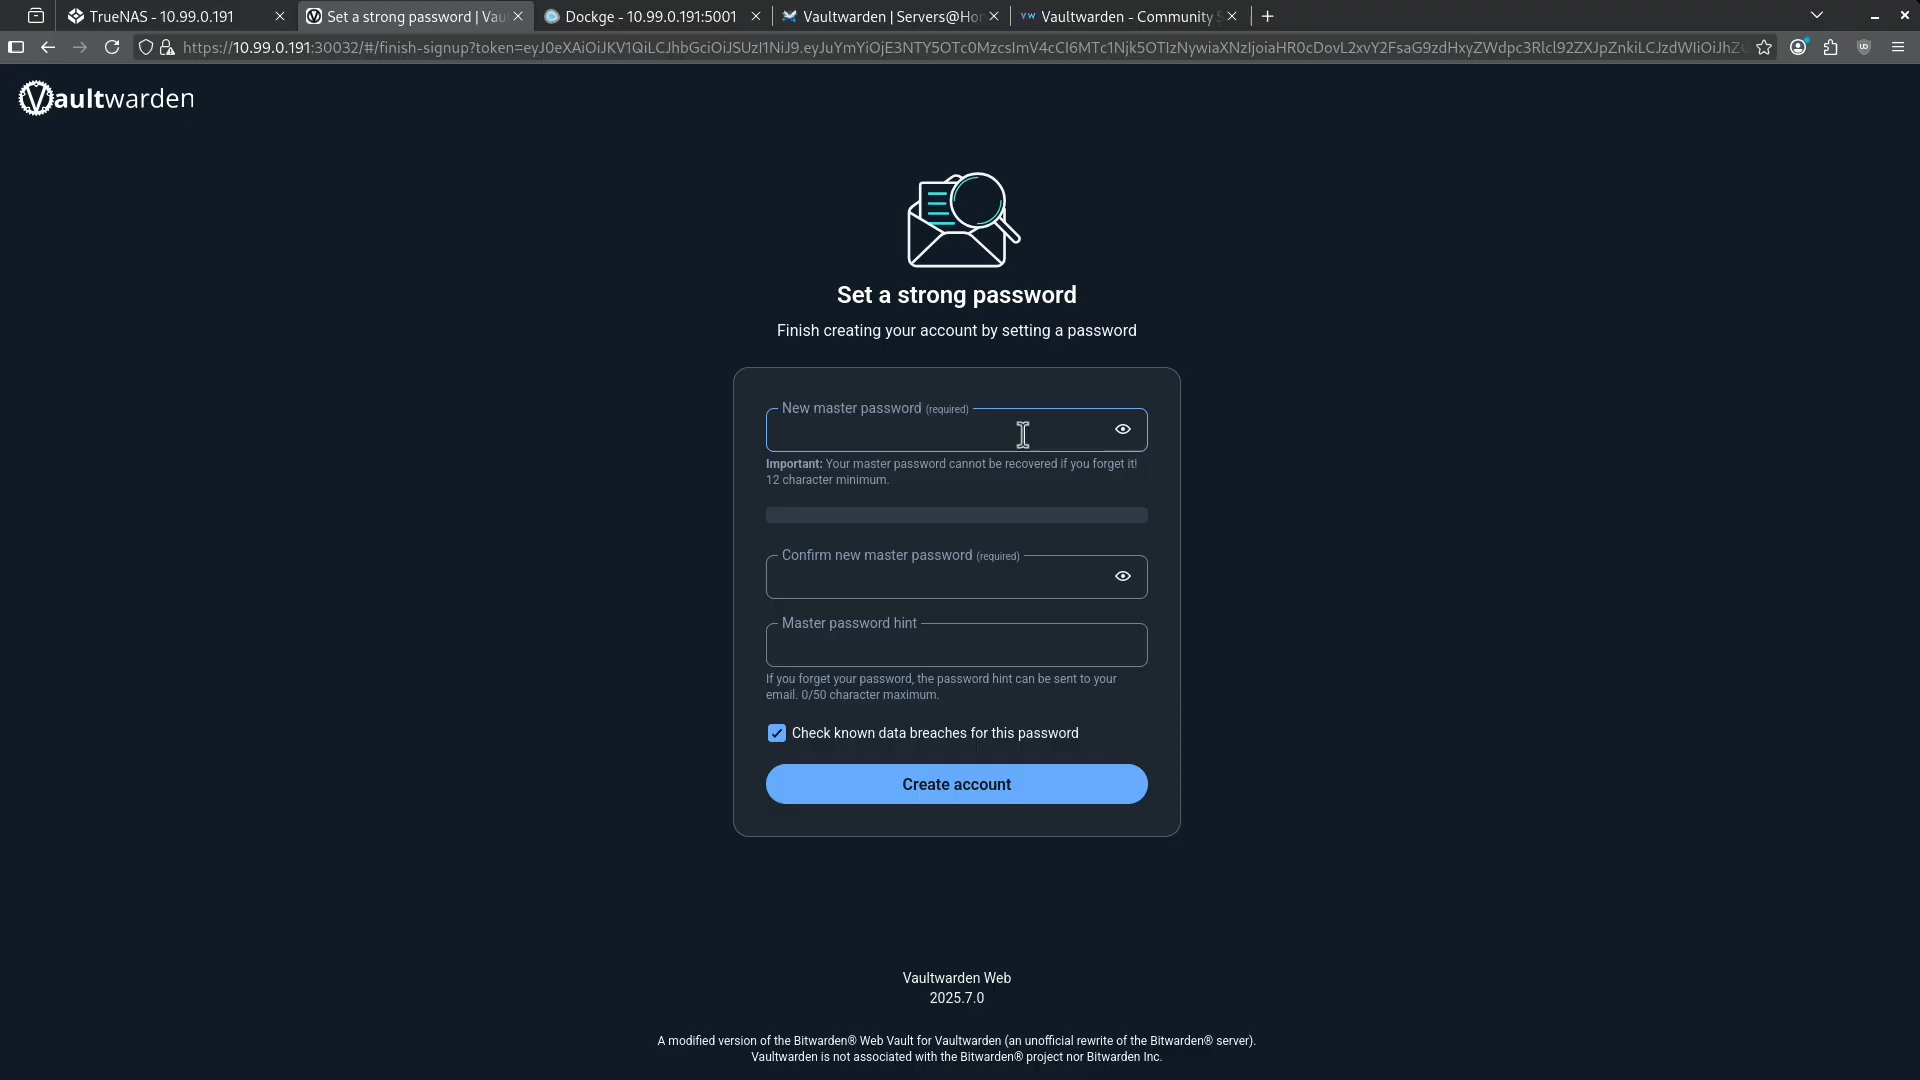 TrueNAS - 10.99.0.191
Set a strong password | Vau
Dockge - 10.99.0.191:5001
Vaultwarden | Servers@Ho
Vaultwarden - Community S
https://10.99.0.191:30032/#/finish-signup?token=
Vaultwarden
Set a strong password
Finish creating your account by setting a password
New master password (required)
Important: Your master password cannot be recovered if you forget it!
12 character minimum.
Confirm new master password (required)
Master password hint
If you forget your password, the password hint can be sent to your
email. 0/50 character maximum.
Check known data breaches for this password
Create account
Vaultwarden Web
2025.7.0
A modified version of the Bitwarden® Web Vault for Vaultwarden (an unofficial rewrite of the Bitwarden® server).
Vaultwarden is not associated with the Bitwarden® project nor Bitwarden Inc.